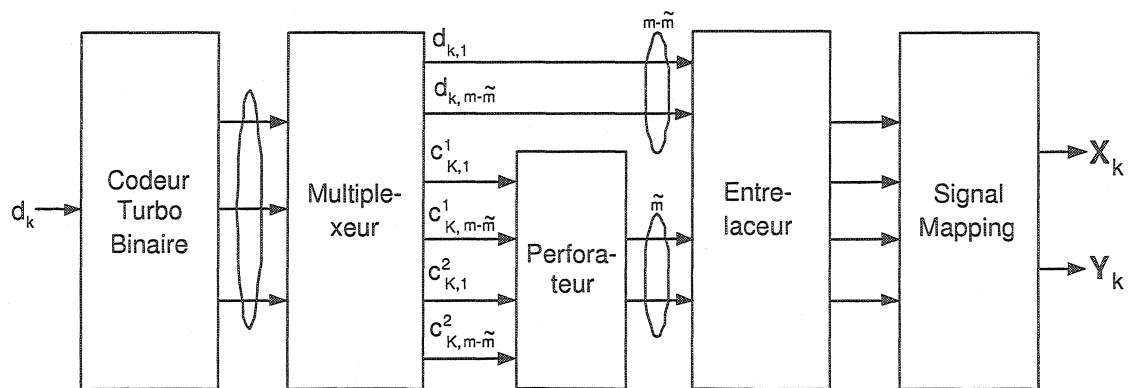 d_k
Codeur
Turbo
Binaire
Multiple-
xeur
d_{k,1}
d_{k,m-m̃}
c^1_{K,1}
c^1_{K,m-m̃}
c^2_{K,1}
c^2_{K,m-m̃}
Perfora-
teur
m-m̃
m̃
Entre-
laceur
Signal
Mapping
X_k
Y_k